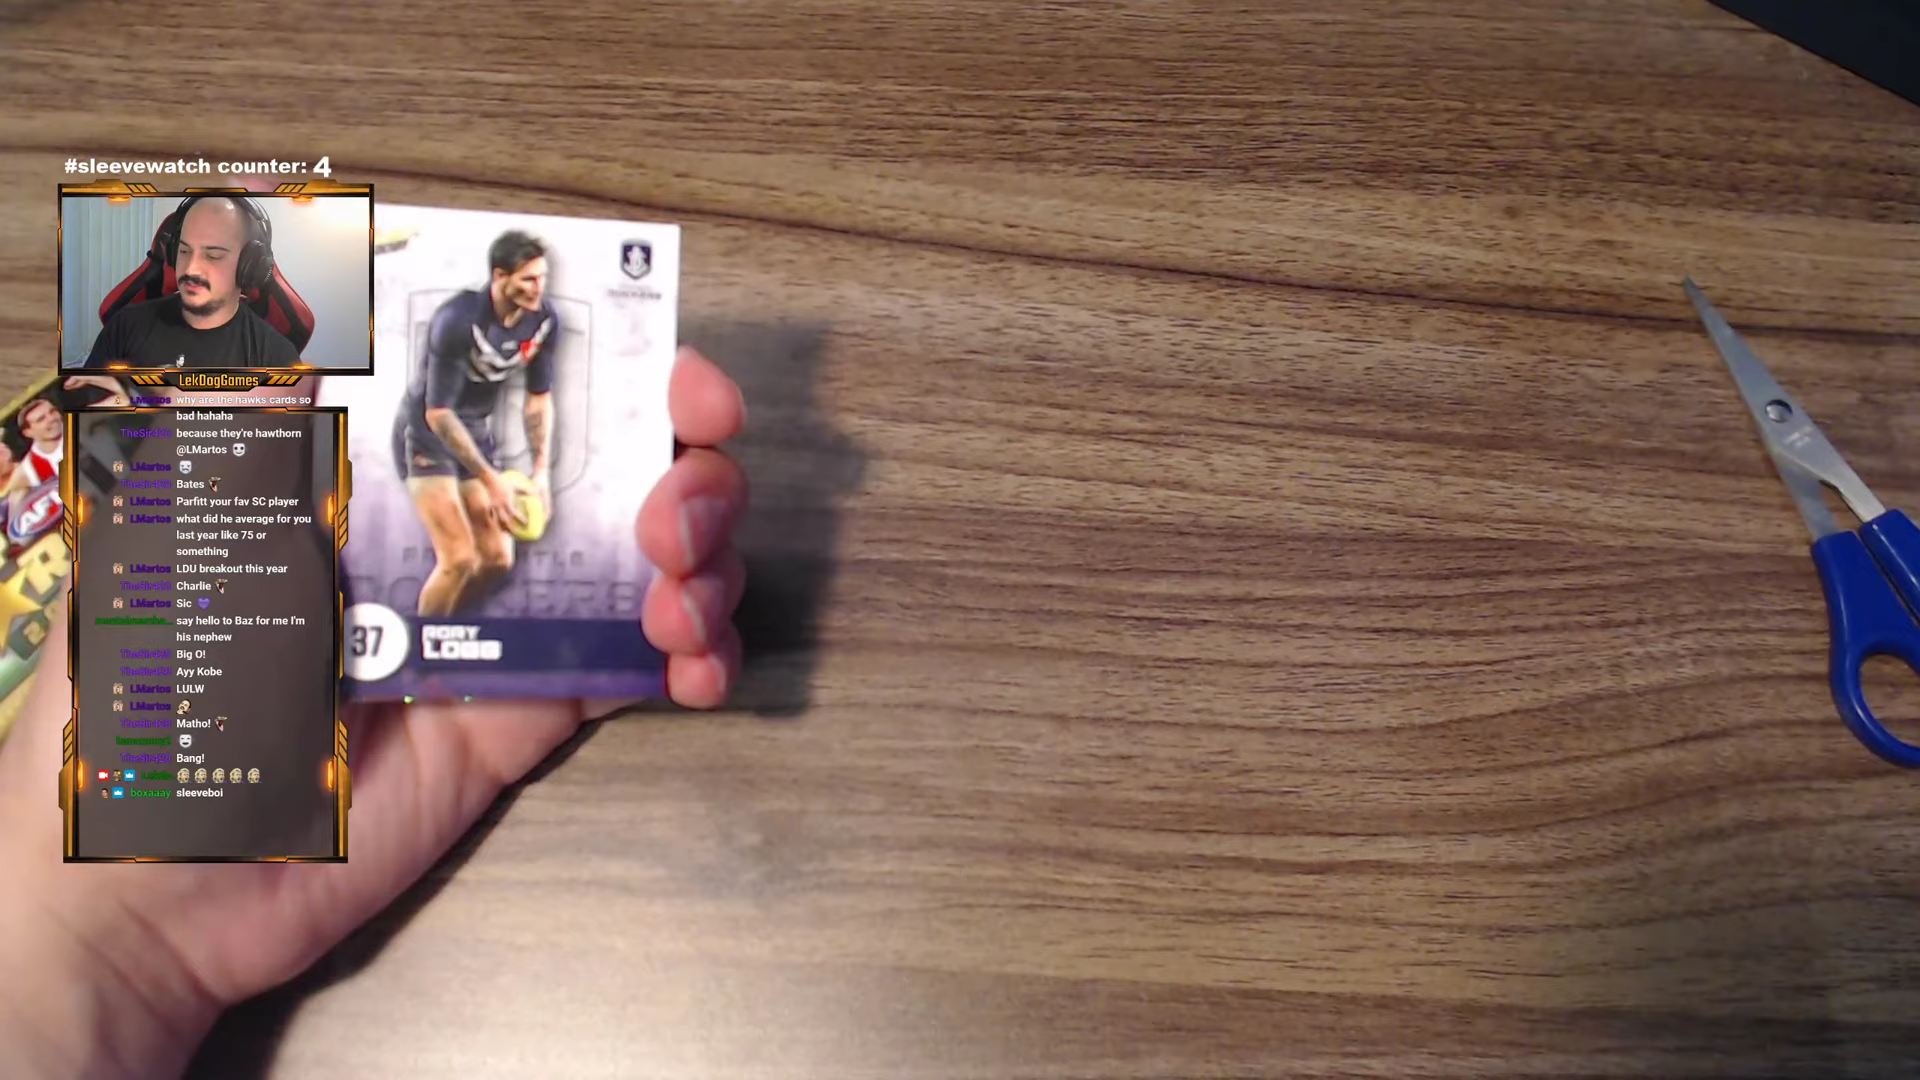 #sleevewatch counter: 4
LekDogGames
LMartos why are the hawks cards so
bad hahaha
because they're hawthorn
@LMartos
LMartos
Bates
LMartos Parfitt your fav SC player
LMartos what did he average for you
last year like 75 or
something
LMartos LDU breakout this year
Charlie
LMartos Sic
say hello to Baz for me I'm
his nephew
Big O!
Ayy Kobe
LMartos LULW
LMartos
Matho!
Bang!
boxaaay sleeveboi
37
RORY
LOBB
AFL